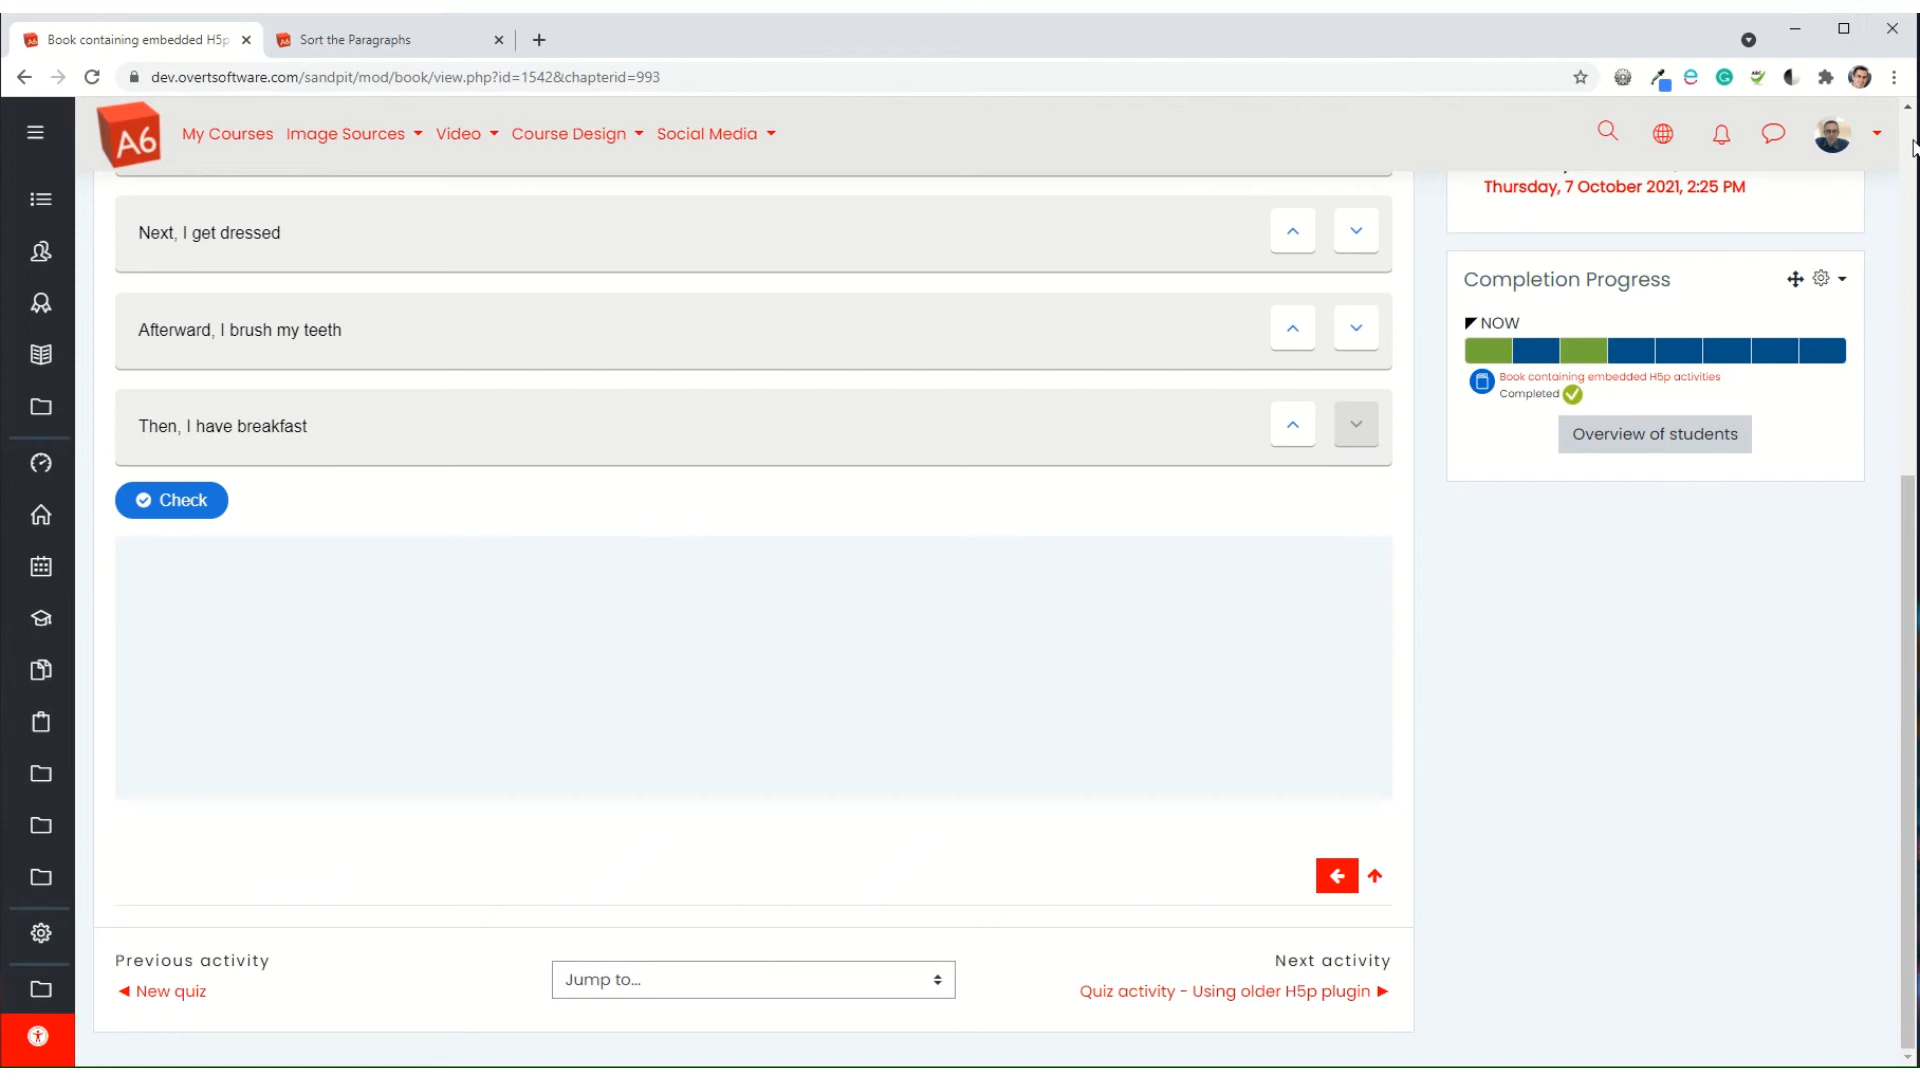 Book containing embedded H5p
Sort the Paragraphs
dev.overtsoftware.com/sandpit/mod/book/view.php?id=1542&chapterid=993
A6
My Courses
Image Sources
Video
Course Design
Social Media
Thursday, 7 October 2021, 2:25 PM
Next, I get dressed
Afterward, I brush my teeth
Then, I have breakfast
Check
Completion Progress
NOW
Book containing embedded H5p activities
Completed
Overview of students
Previous activity
◄ New quiz
Jump to...
Next activity
Quiz activity - Using older H5p plugin ►